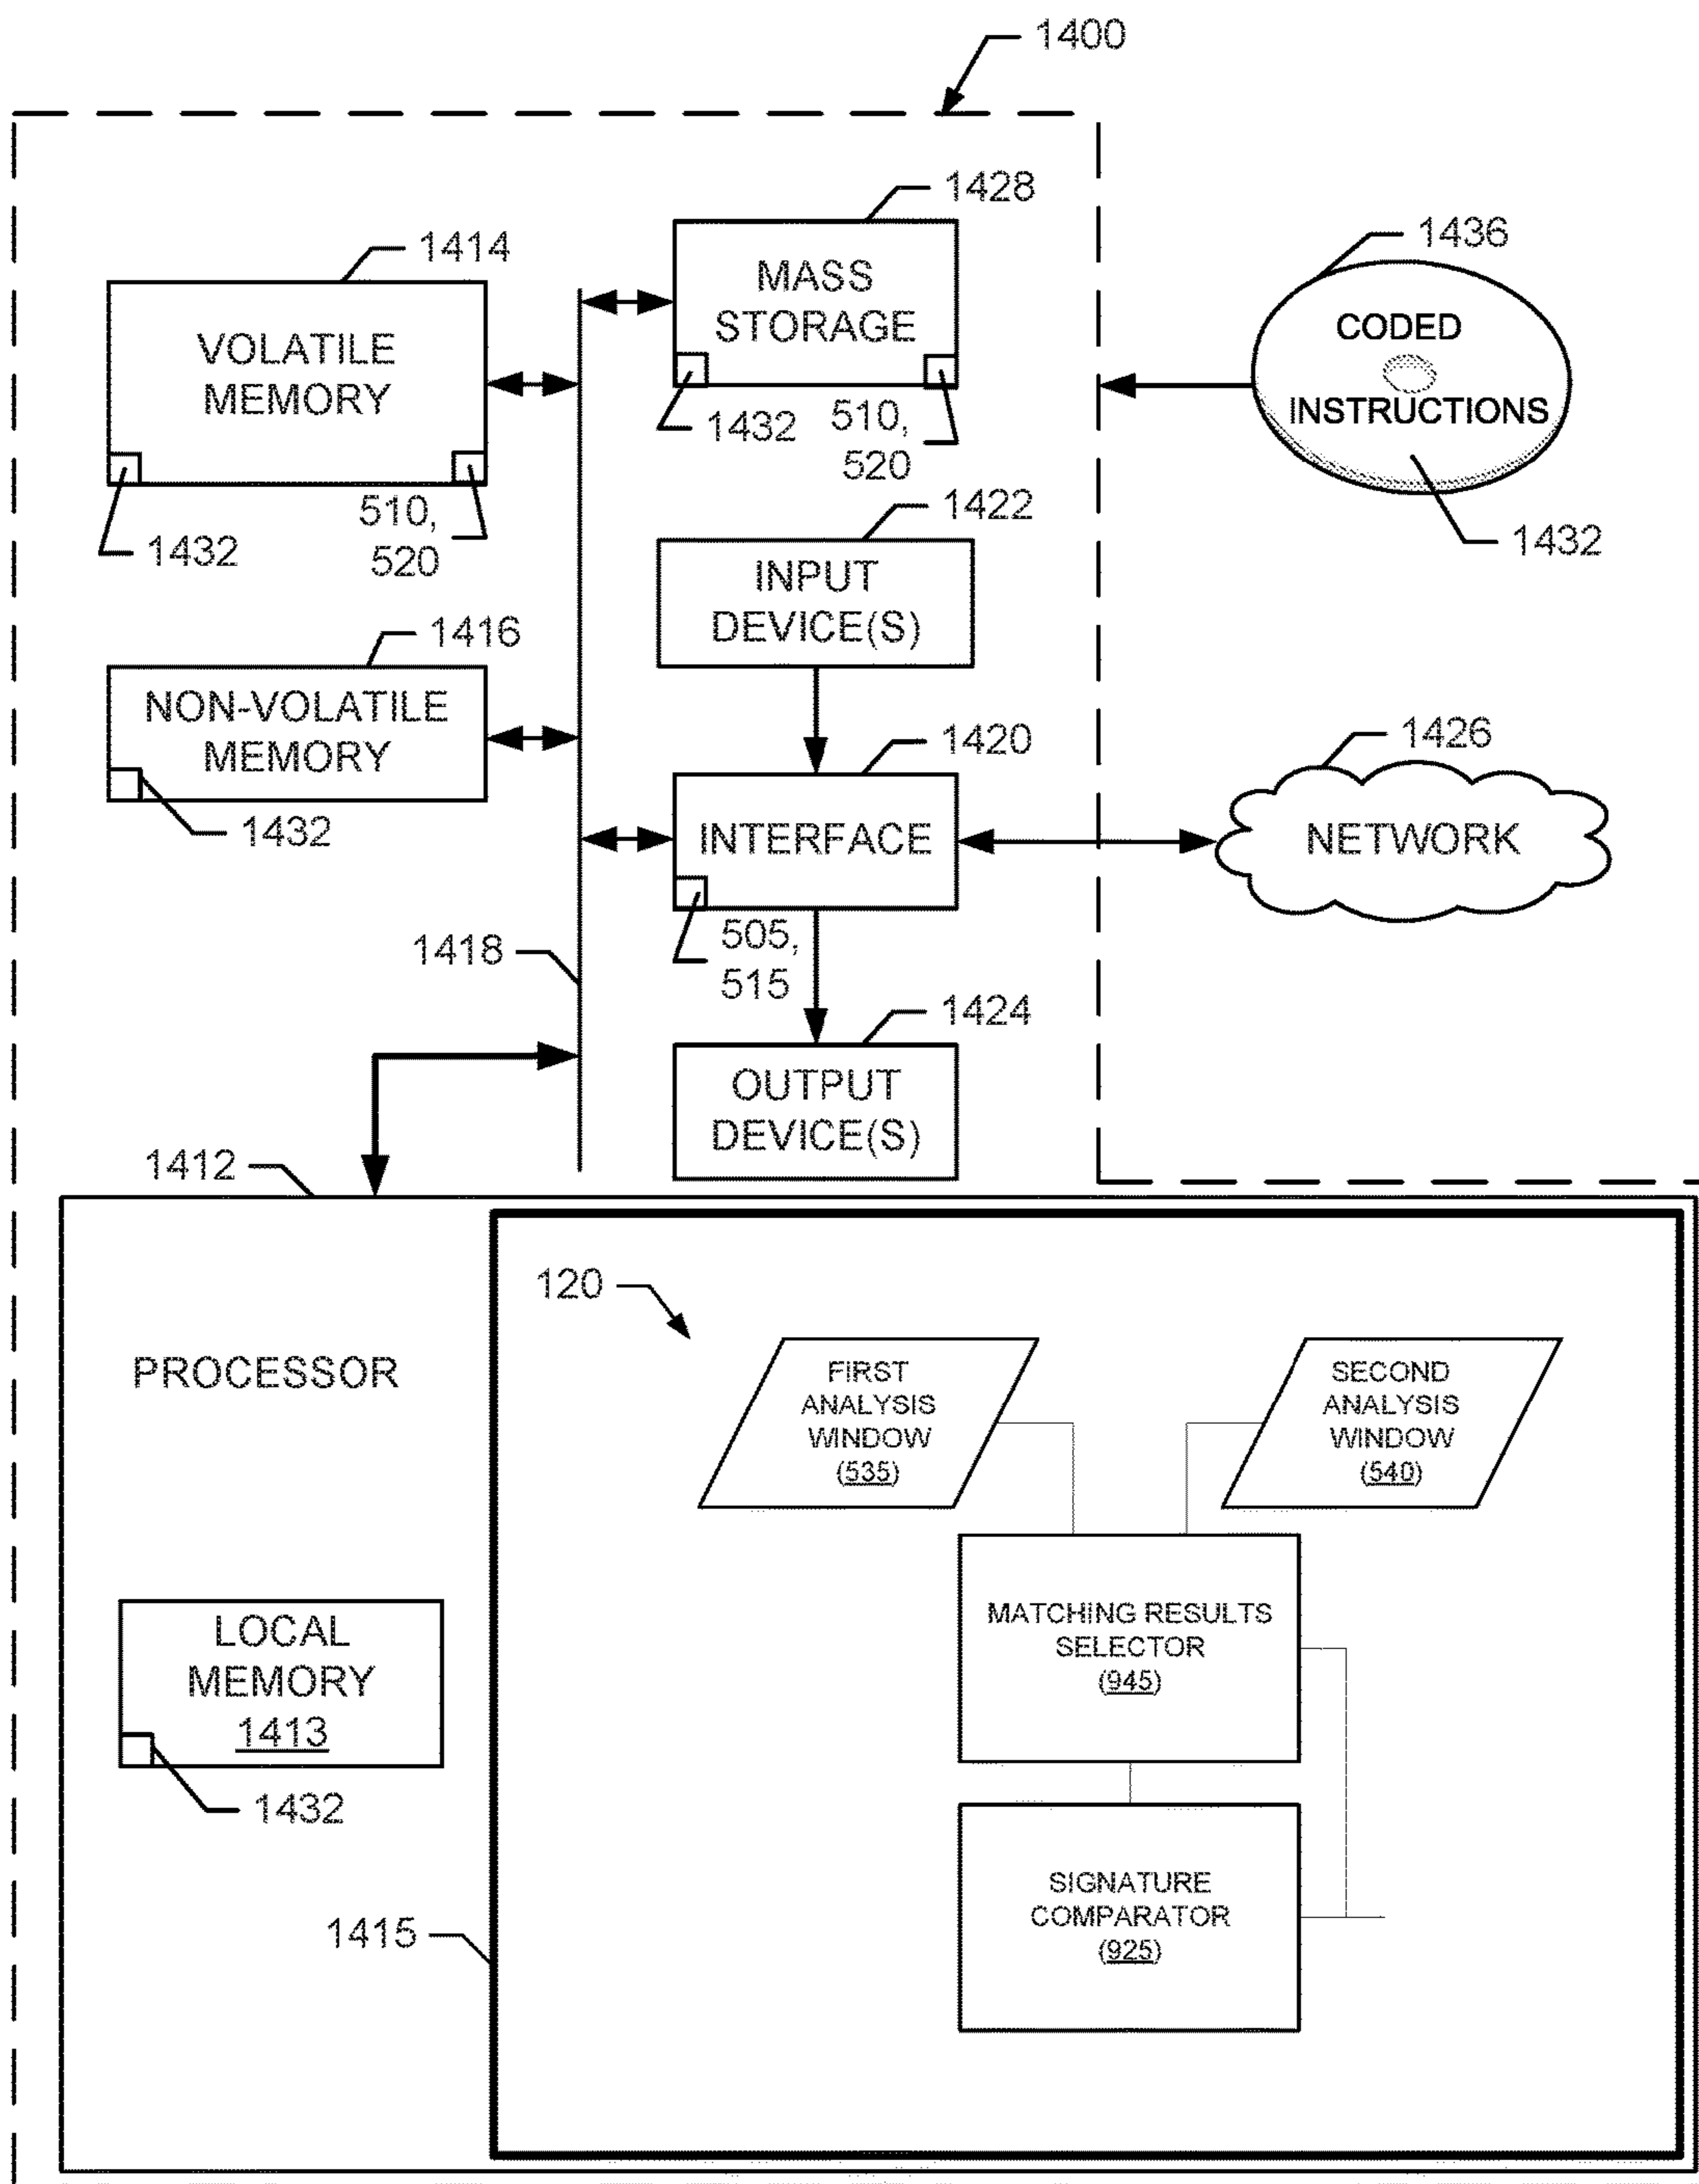 1400
1428
MASS
STORAGE
1432
510,
520
1414
VOLATILE
MEMORY
1432
510,
520
1436
CODED
INSTRUCTIONS
1432
1422
INPUT
DEVICE(S)
1416
NON-VOLATILE
MEMORY
1432
1420
INTERFACE
505,
515
1426
NETWORK
1418
1424
OUTPUT
DEVICE(S)
1412
PROCESSOR
120
FIRST
ANALYSIS
WINDOW
(535)
SECOND
ANALYSIS
WINDOW
(540)
MATCHING RESULTS
SELECTOR
(945)
LOCAL
MEMORY
1413
1432
SIGNATURE
COMPARATOR
(925)
1415